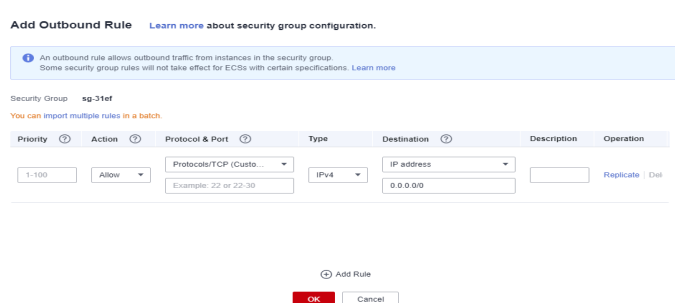 Add Outbound Rule Learn more about security group configuration.
An outbound rule allows outbound traffic from instances in the security group.
Some security group rules will not take effect for ECSs with certain specifications. Learn more
Security Group sg-31ef
You can import multiple rules in a batch.
Priority ? Action ? Protocol & Port ? Type Destination ? Description Operation
Protocols/TCP (Custo... IP address
1-100 Allow IPv4 Replicate | Del
Example: 22 or 22-30 0.0.0.0/0
Add Rule
OK Cancel